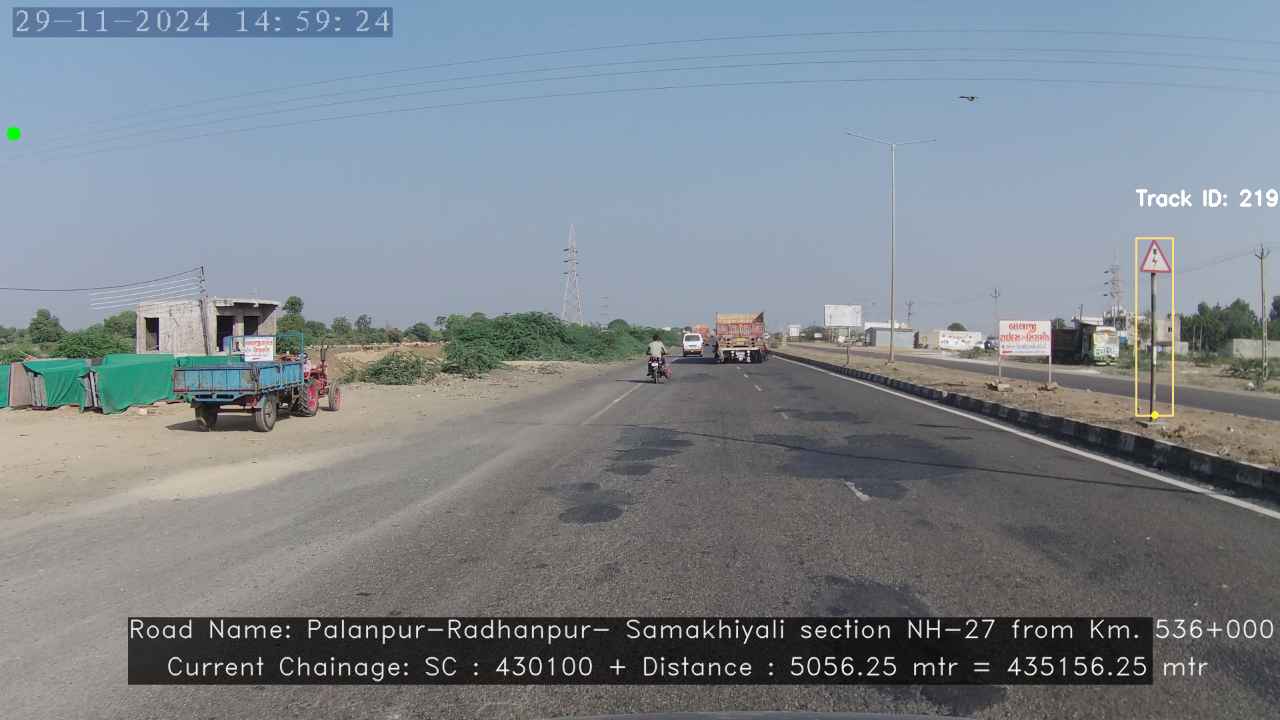 29-11-2024 14:59:24
Track ID: 219
Road Name: Palanpur-Radhanpur- Samakhiyali section NH-27 from Km. 536+000
Current Chainage: SC : 430100 + Distance : 5056.25 mtr = 435156.25 mtr